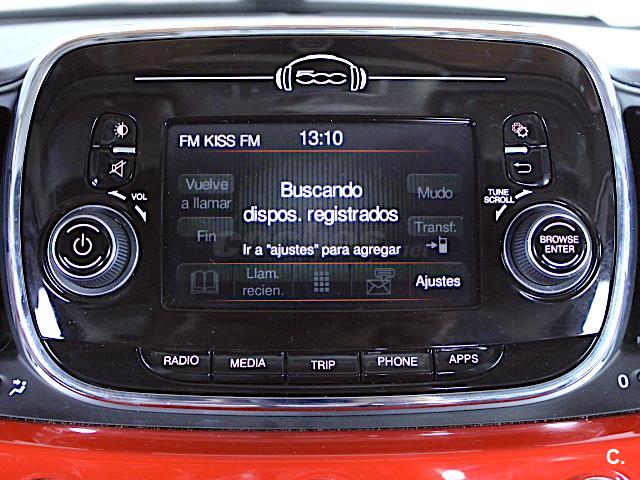 500
FM KISS FM 13:10
Vuelve
a llamar
Buscando
dispos. registrados
Mudo
Fin
Transf.
Ir a "ajustes" para agregar
Llam.
recien.
Ajustes
VOL
TUNE
SCROLL
BROWSE
ENTER
RADIO
MEDIA
TRIP
PHONE
APPS
0
C.